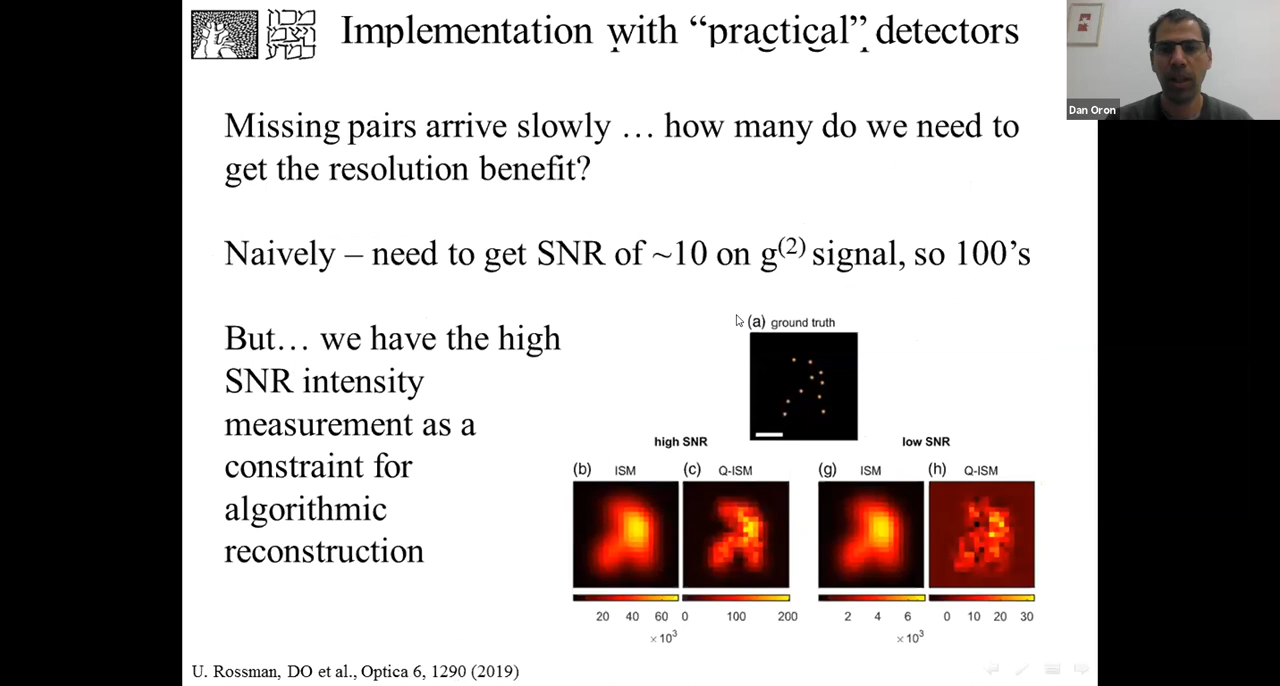 Implementation with “practical” detectors
Dan Oron
Missing pairs arrive slowly … how many do we need to
get the resolution benefit?
Naively – need to get SNR of ~10 on g(2) signal, so 100’s
But… we have the high
SNR intensity
measurement as a
constraint for
algorithmic
reconstruction
(a) ground truth
high SNR
low SNR
(b) ISM
(c) Q-ISM
(g) ISM
(h) Q-ISM
20 40 60
0 100 200
2 4 6
0 10 20 30
×10³
×10³
U. Rossman, DO et al., Optica 6, 1290 (2019)